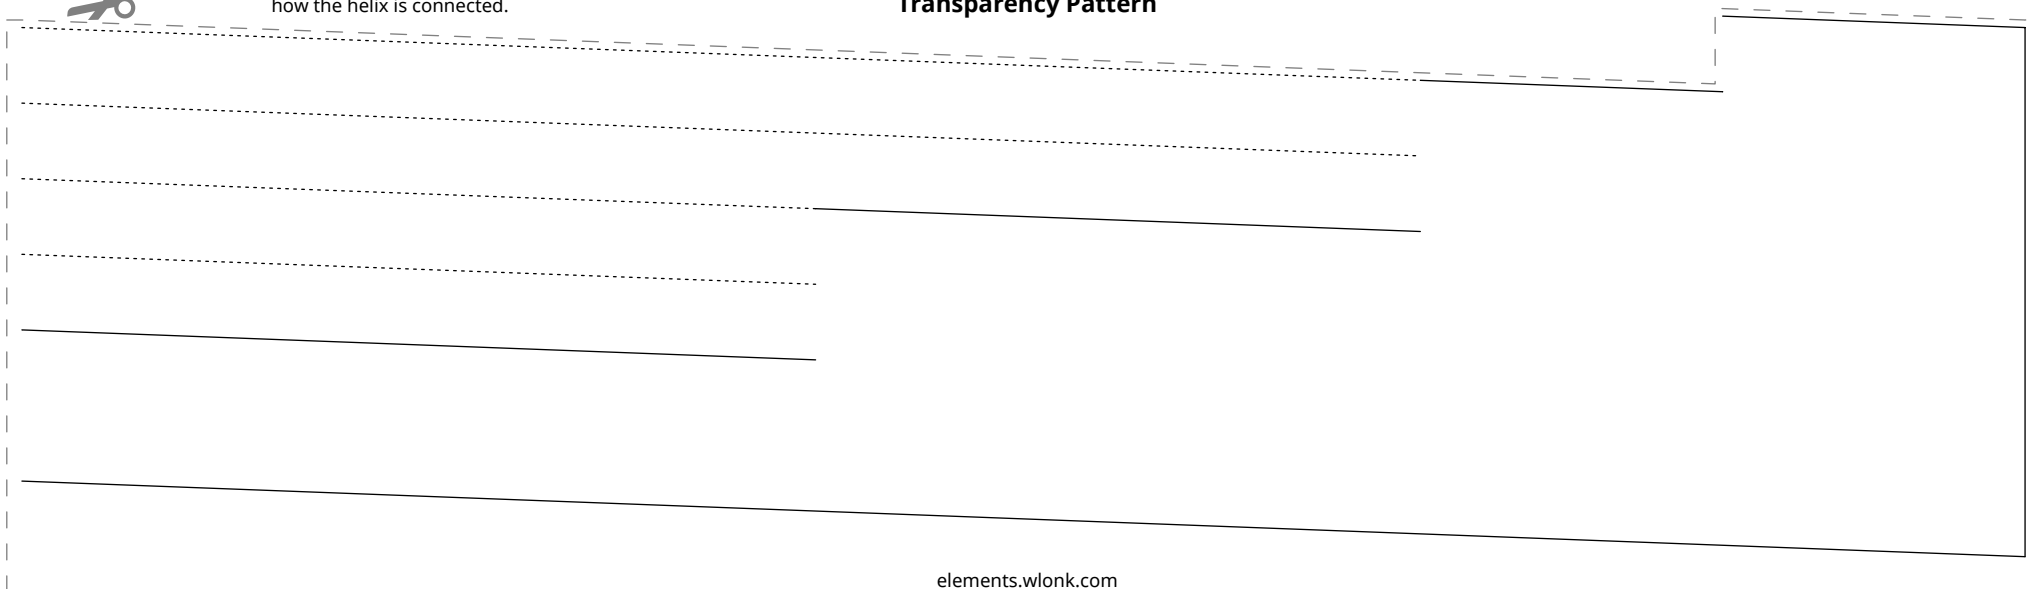 how the helix is connected.
Transparency Pattern
elements.wlonk.com